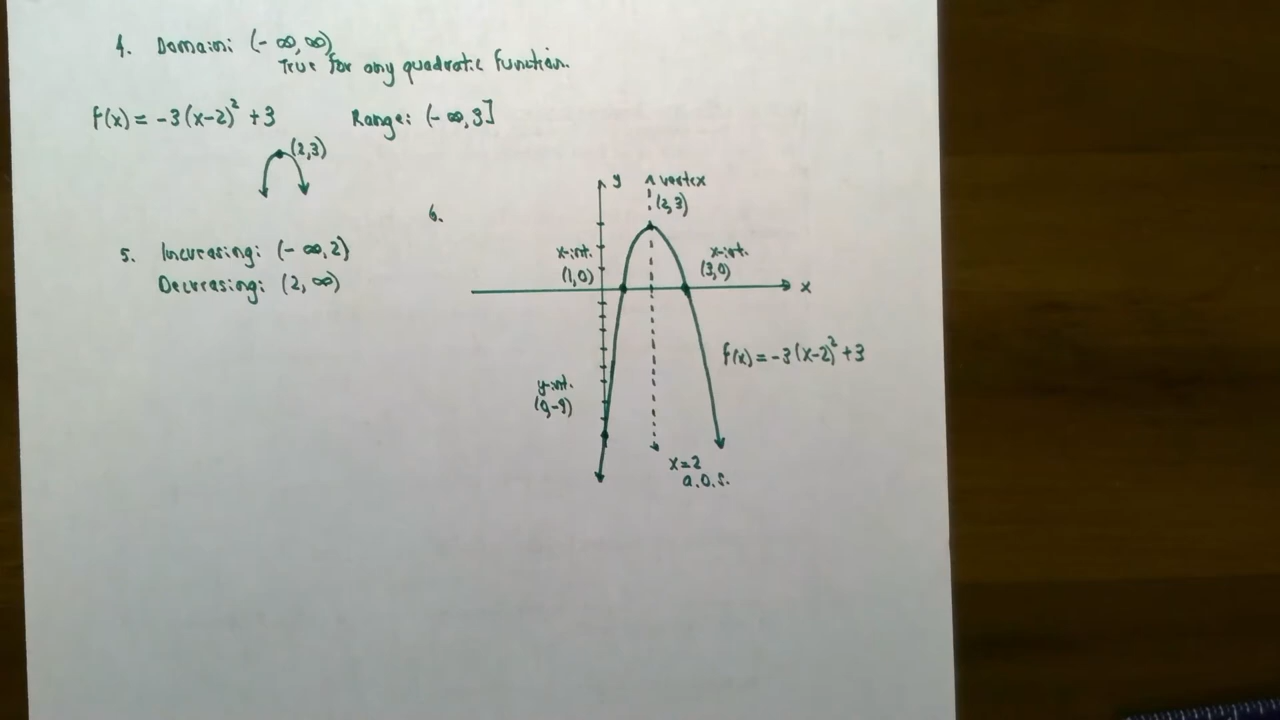 4. Domain: (-∞,∞)
True for any quadratic function.
f(x) = -3(x-2)² +3
Range: (-∞,3]
(2,3)
5. Increasing: (-∞,2)
Decreasing: (2,∞)
6.
y
vertex
(2,3)
x-int.
(1,0)
x-int.
(3,0)
x
f(x) = -3(x-2)² +3
y-int.
(0,-9)
x=2
a.o.s.